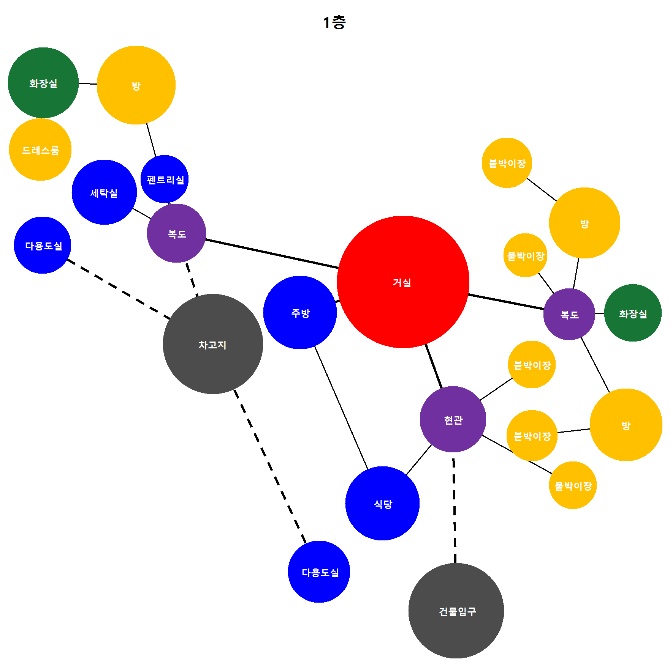 1층
화장실
방
드레스룸
펜트리실
세탁실
복도
다용도실
차고지
주방
거실
붙박이장
방
붙박이장
복도
화장실
붙박이장
현관
붙박이장
방
붙박이장
식당
다용도실
건물입구